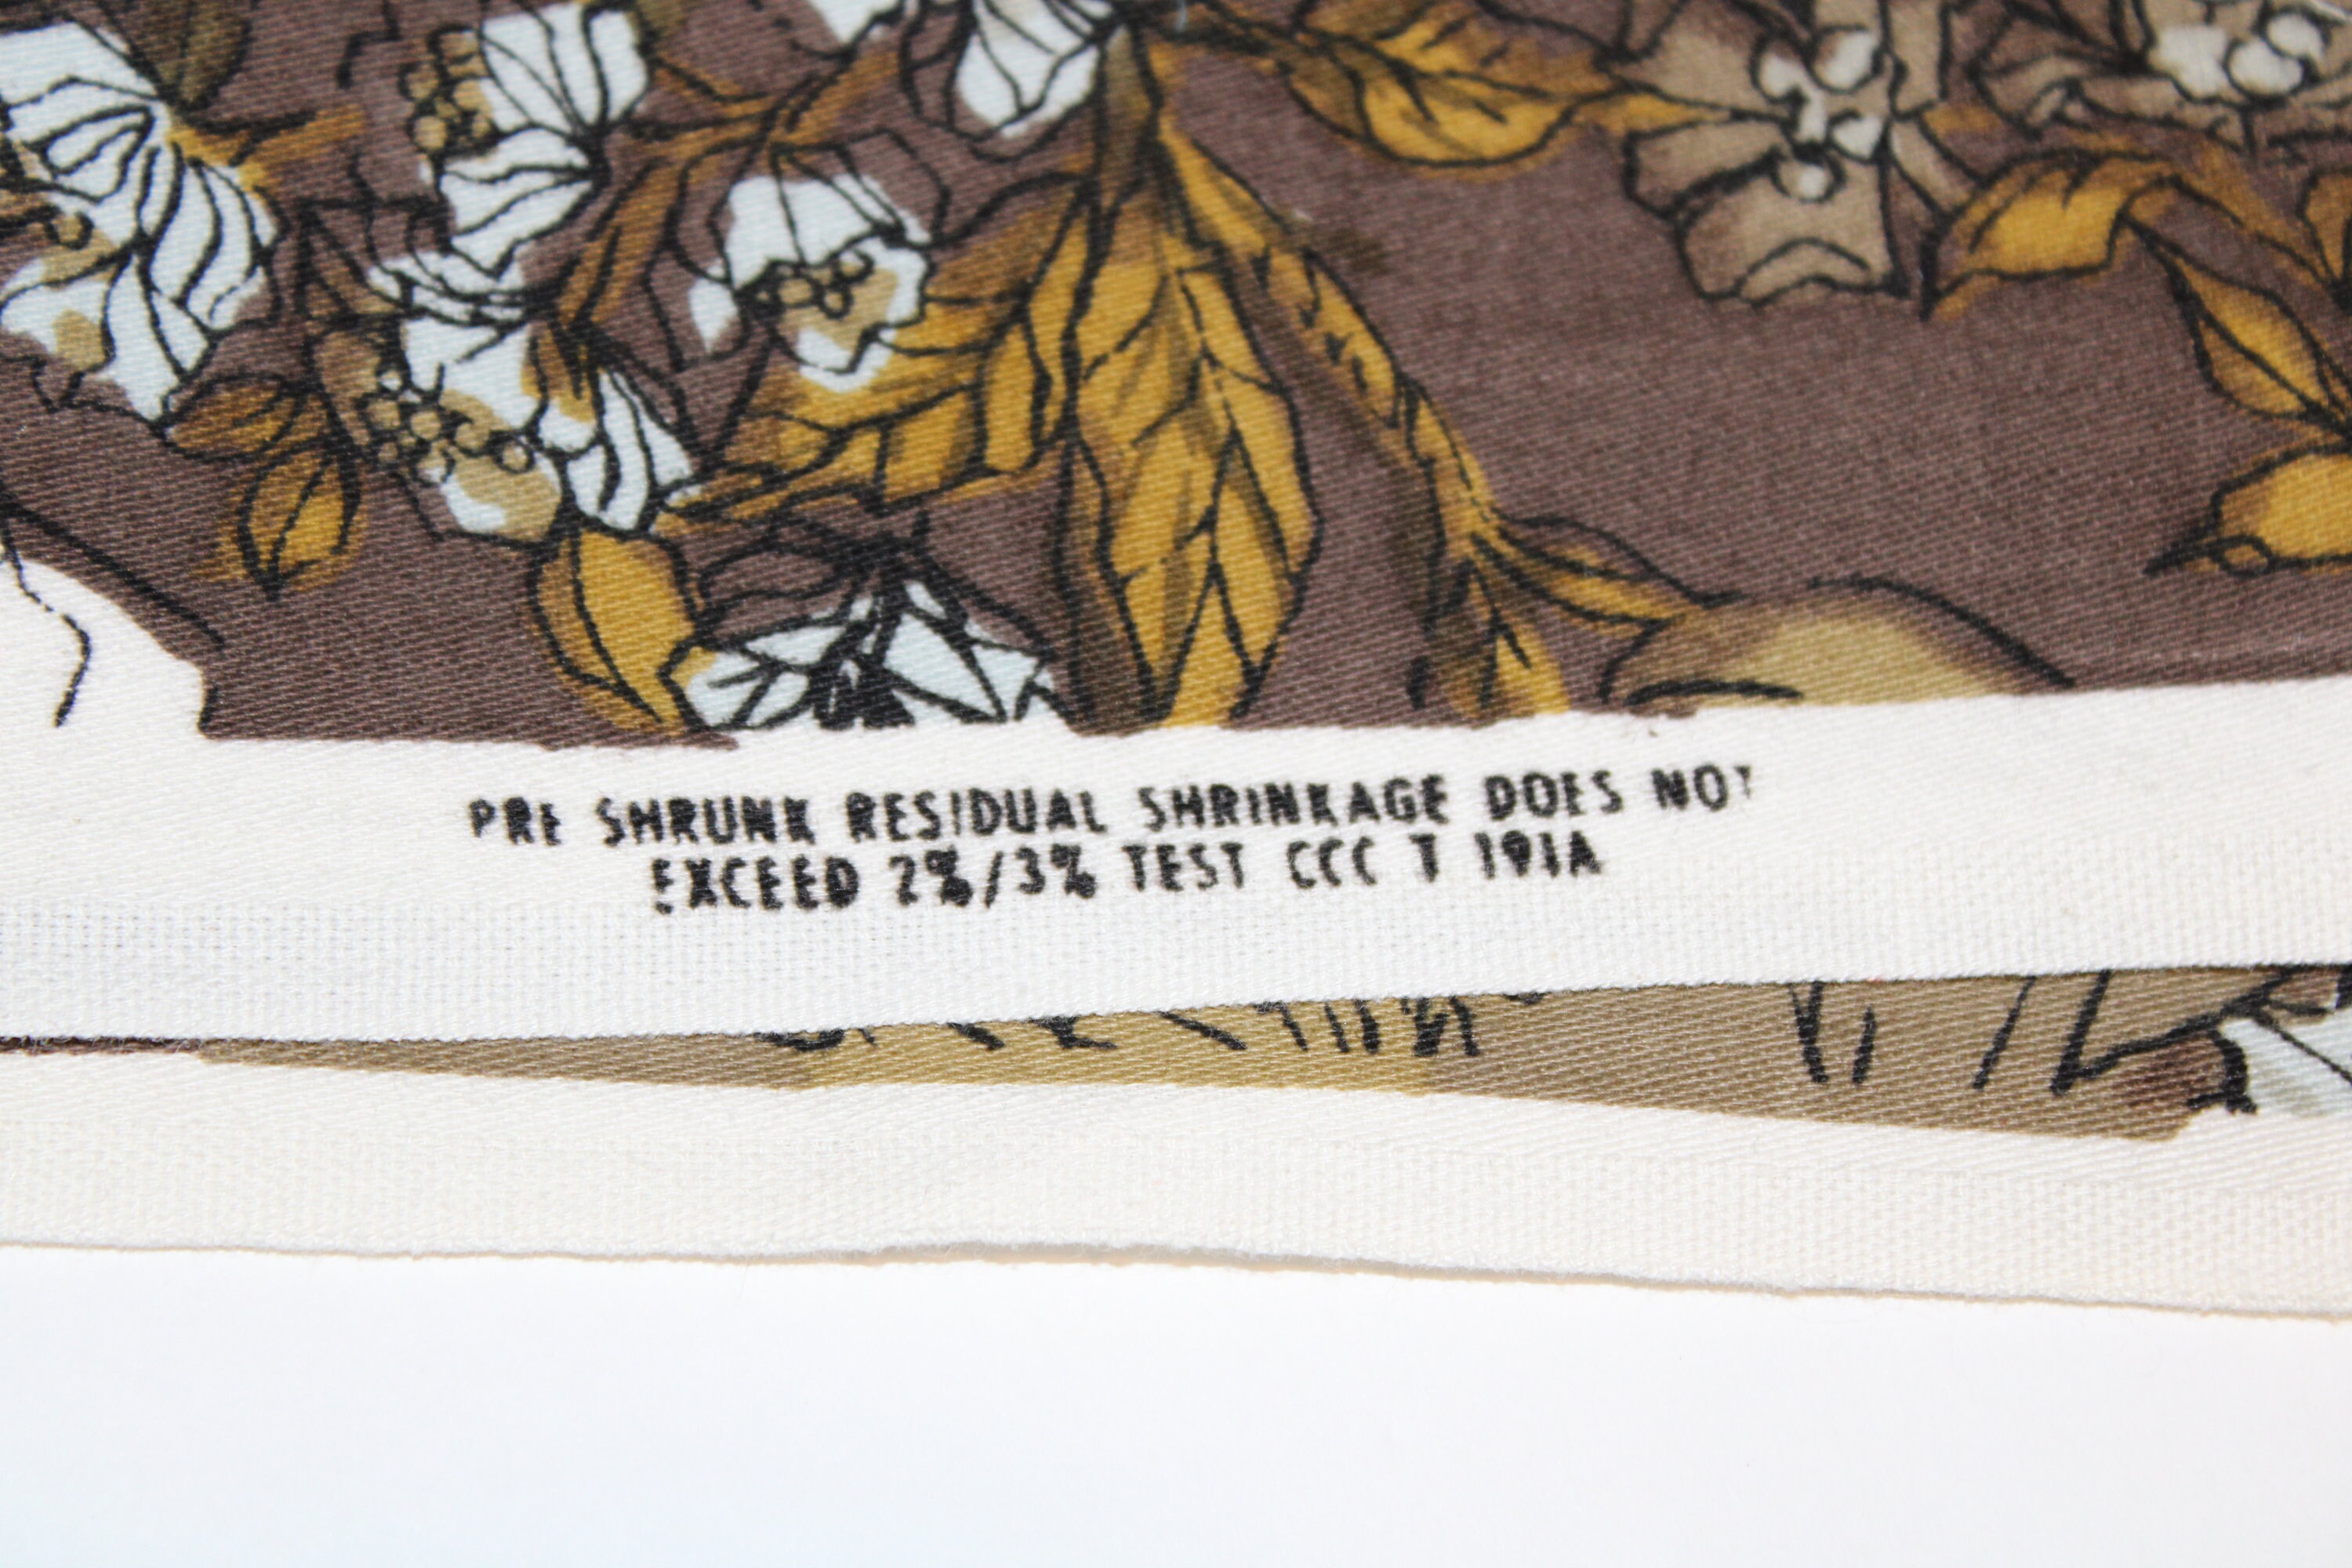 PRE SHRUNK RESIDUAL SHRINKAGE DOES NOT
EXCEED 2%/3% TEST CCC T 191A